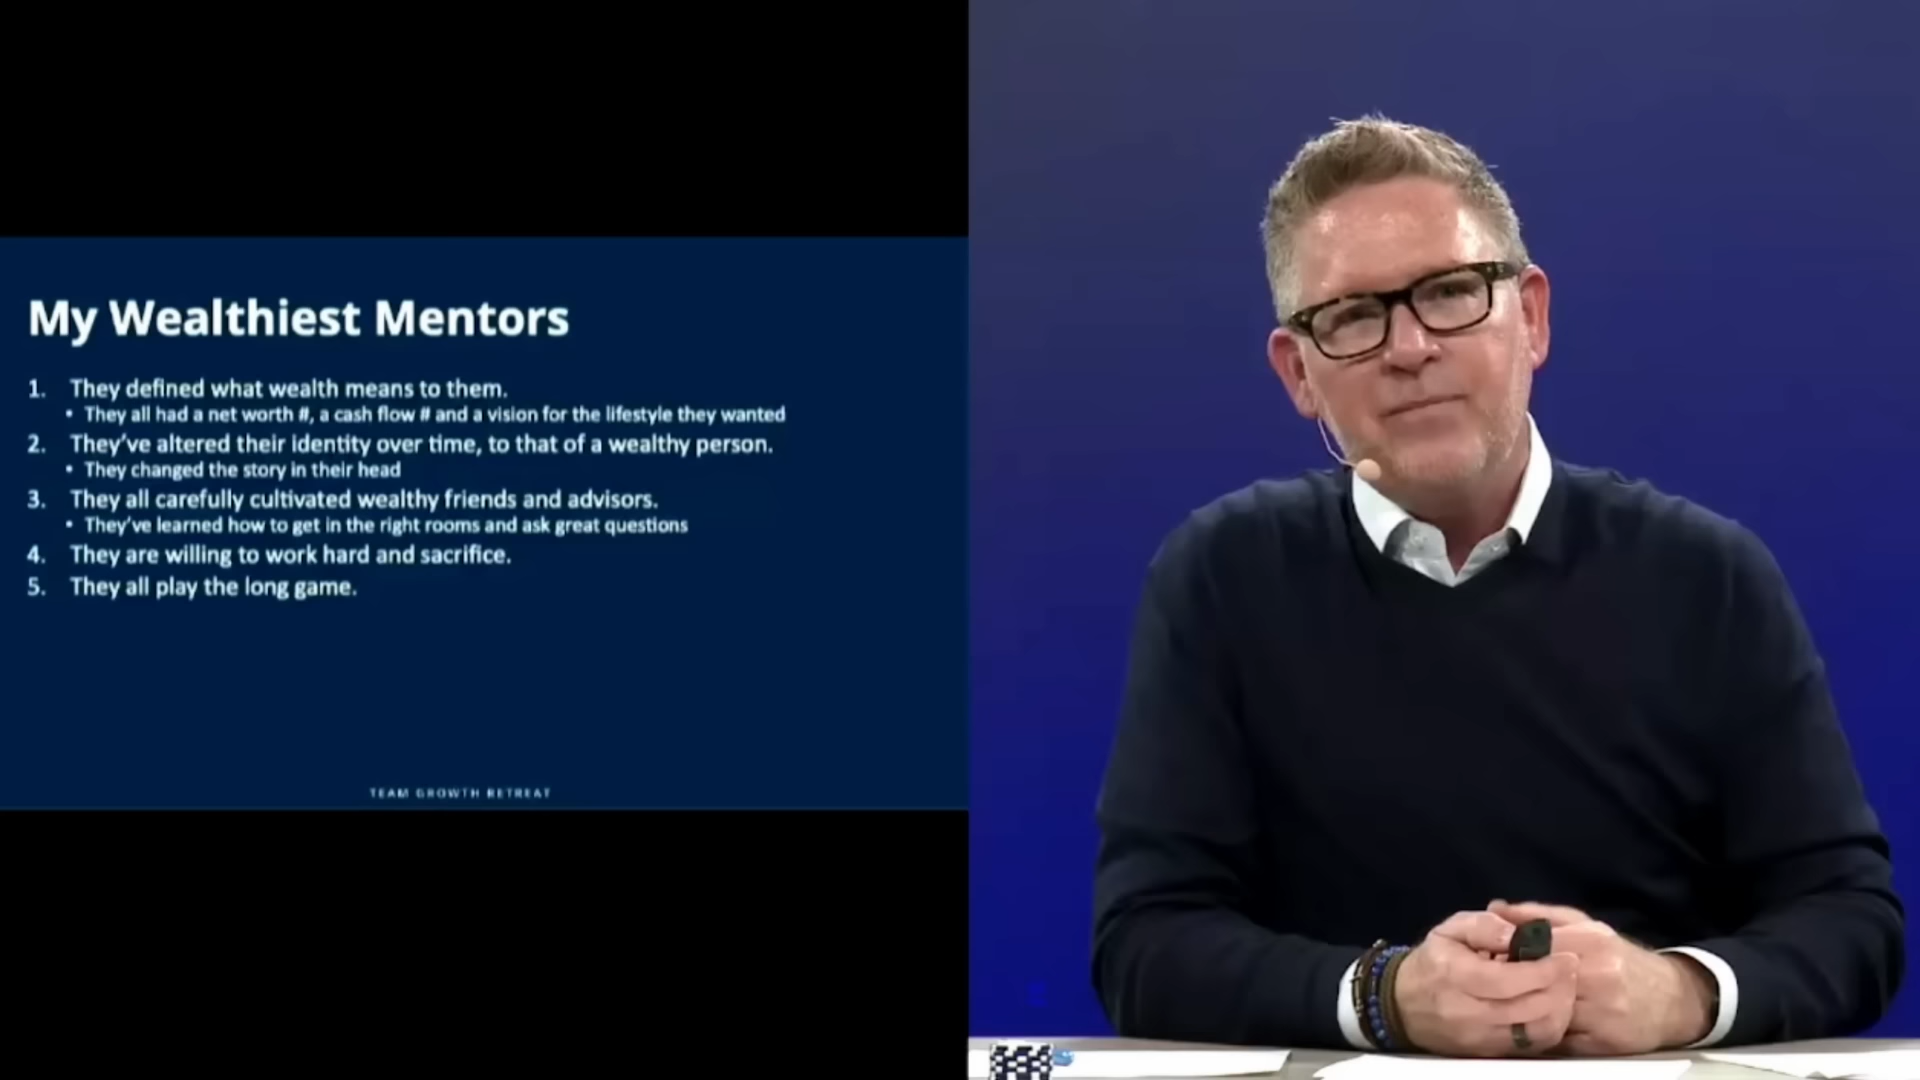 My Wealthiest Mentors
1. They defined what wealth means to them.
• They all had a net worth #, a cash flow # and a vision for the lifestyle they wanted
2. They've altered their identity over time, to that of a wealthy person.
• They changed the story in their head
3. They all carefully cultivated wealthy friends and advisors.
• They've learned how to get in the right rooms and ask great questions
4. They are willing to work hard and sacrifice.
5. They all play the long game.
TEAM GROWTH RETREAT